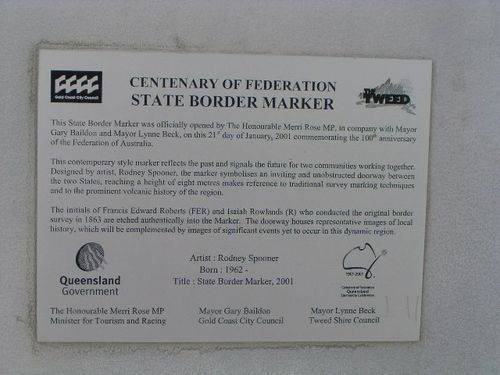 Gold Coast City Council
CENTENARY OF FEDERATION
STATE BORDER MARKER
THE
TWEED
This State Border Marker was officially opened by The Honourable Merri Rose MP, in company with Mayor
Gary Baildon and Mayor Lynne Beck, on this 21st day of January, 2001 commemorating the 100th anniversary
of the Federation of Australia.
This contemporary style marker reflects the past and signals the future for two communities working together.
Designed by artist, Rodney Spooner, the marker symbolises an inviting and unobstructed doorway between
the two States, reaching a height of eight metres makes reference to traditional survey marking techniques
and to the prominent volcanic history of the region.
The initials of Francis Edward Roberts (FER) and Isaiah Rowlands (R) who conducted the original border
survey in 1863 are etched authentically into the Marker. The doorway houses representative images of local
history, which will be complemented by images of significant events yet to occur in this dynamic region.
Queensland
Government
Artist : Rodney Spooner
Born : 1962 -
Title : State Border Marker, 2001
1901-2001
Centenary of Federation
Queensland
The Honourable Merri Rose MP
Minister for Tourism and Racing
Mayor Gary Baildon
Gold Coast City Council
Mayor Lynne Beck
Tweed Shire Council